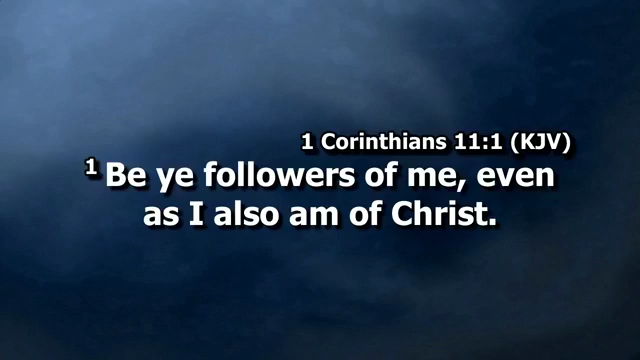 1 Corinthians 11:1 (KJV)
1 Be ye followers of me, even
as I also am of Christ.